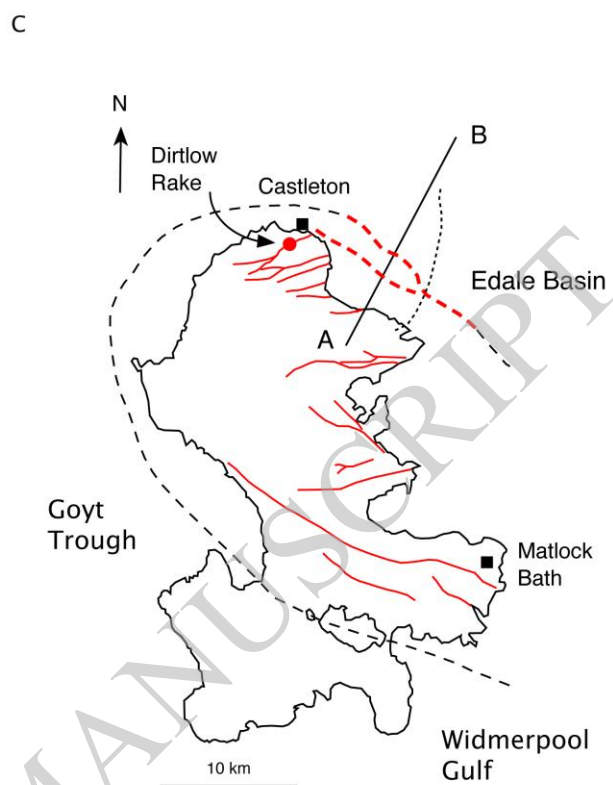 C
N
Dirtlow
Rake
Castleton
B
Edale Basin
A
Goyt
Trough
Matlock
Bath
Widmerpool
Gulf
10 km
MANUSCRIPT